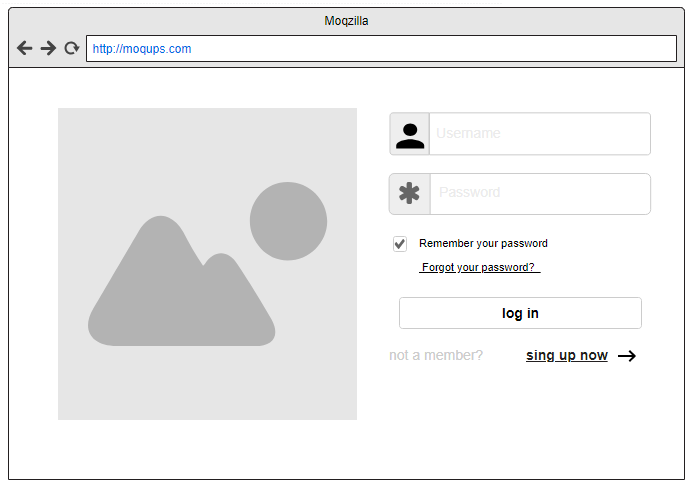 Moqzilla
http://moqups.com
Username
Password
Remember your password
Forgot your password?
log in
not a member?
sing up now